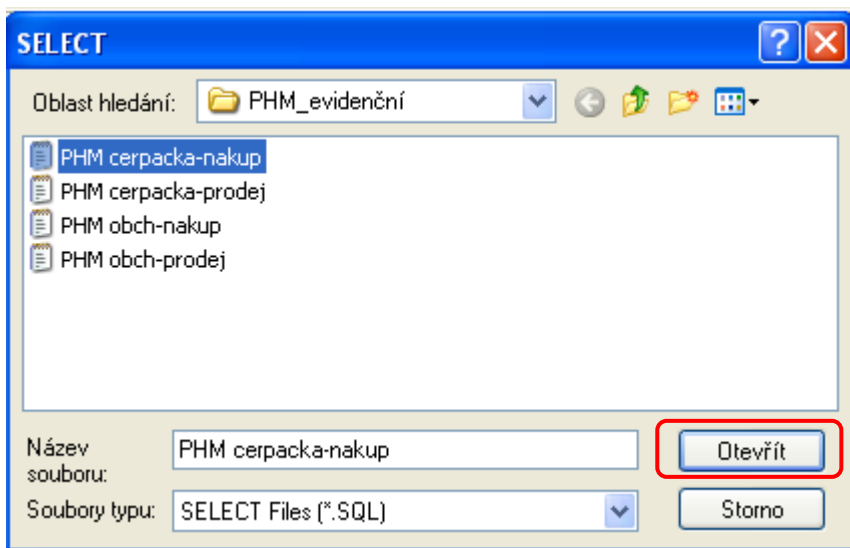 SELECT
Oblast hledání: PHM_evidenční
PHM cerpacka-nakup
PHM cerpacka-prodej
PHM obch-nakup
PHM obch-prodej
Název souboru: PHM cerpacka-nakup Otevřít
Soubory typu: SELECT Files (*.SQL) Storno